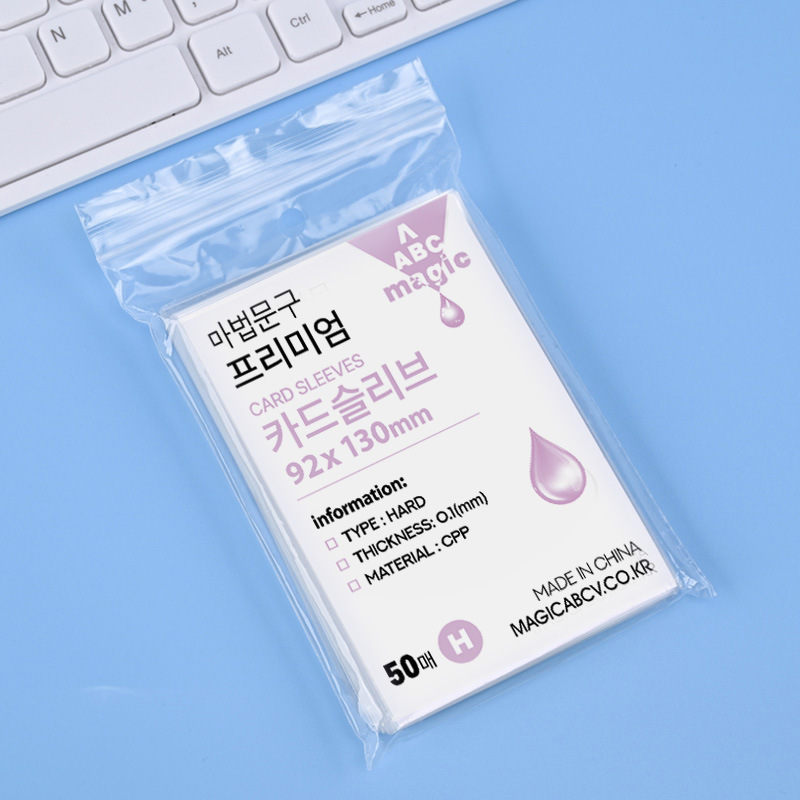 N
M
,
Alt
Ctrl
←Home
A
ABC
magic
마법문구
프리미엄
CARD SLEEVES
카드슬리브
92x130mm
information:
□ TYPE : HARD
□ THICKNESS: 0.1(mm)
□ MATERIAL : CPP
MADE IN CHINA
MAGICABCV.CO.KR
50매 H